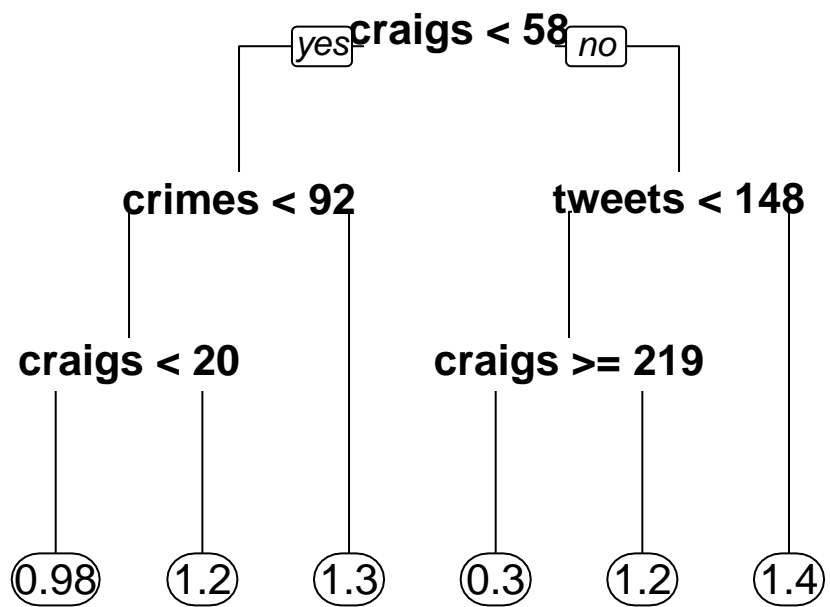 craigs < 58
yes no
crimes < 92 tweets < 148
craigs < 20 craigs >= 219
0.98 1.2 1.3 0.3 1.2 1.4